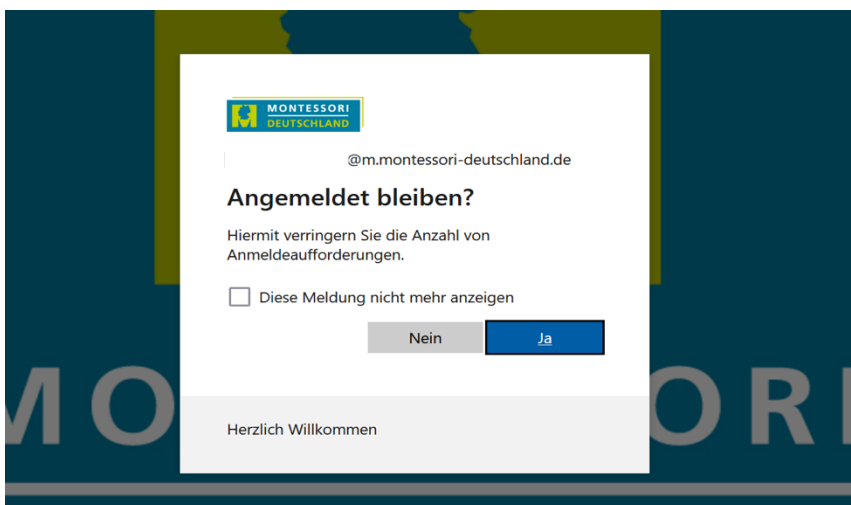 MONTESSORI
DEUTSCHLAND
@m.montessori-deutschland.de
Angemeldet bleiben?
Hiermit verringern Sie die Anzahl von
Anmeldeaufforderungen.
Diese Meldung nicht mehr anzeigen
Nein Ja
MO ORI
Herzlich Willkommen